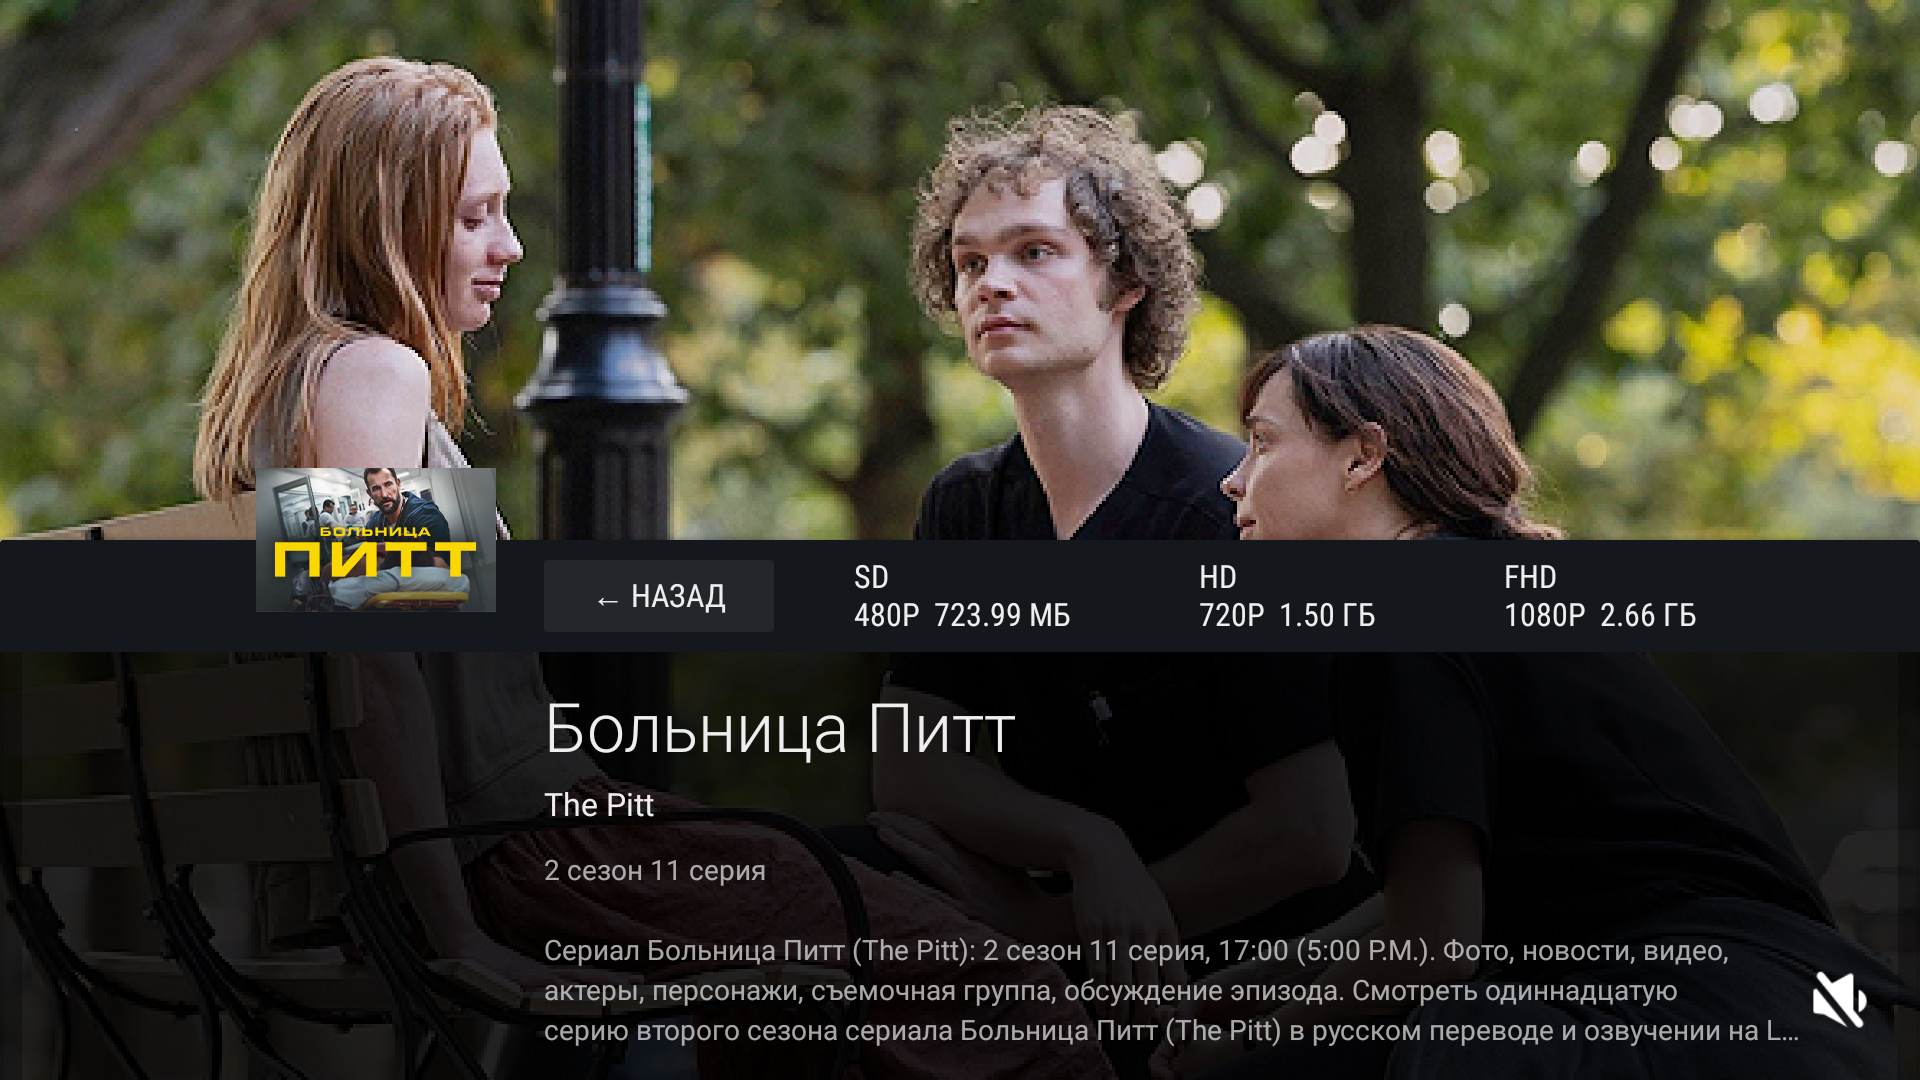 БОЛЬНИЦА
ПИТТ
← НАЗАД
SD
480P 723.99 МБ
HD
720P 1.50 ГБ
FHD
1080P 2.66 ГБ
Больница Питт
The Pitt
2 сезон 11 серия
Сериал Больница Питт (The Pitt): 2 сезон 11 серия, 17:00 (5:00 P.M.). Фото, новости, видео,
актеры, персонажи, съемочная группа, обсуждение эпизода. Смотреть одиннадцатую
серию второго сезона сериала Больница Питт (The Pitt) в русском переводе и озвучении на L…